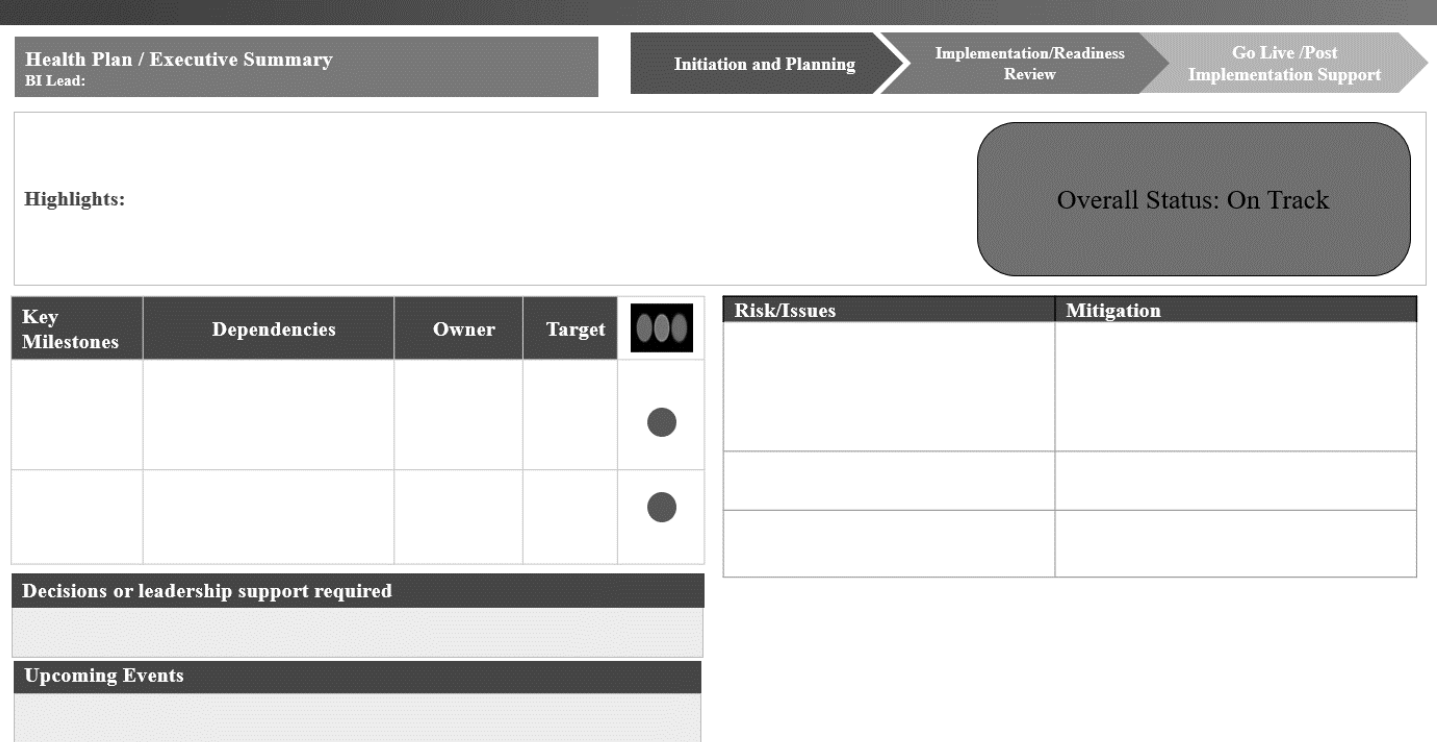 Health Plan / Executive Summary
BI Lead:
Initiation and Planning
Implementation/Readiness
Review
Go Live /Post
Implementation Support
Highlights:
Overall Status: On Track
Key
Milestones
Dependencies
Owner
Target
Risk/Issues
Mitigation
Decisions or leadership support required
Upcoming Events